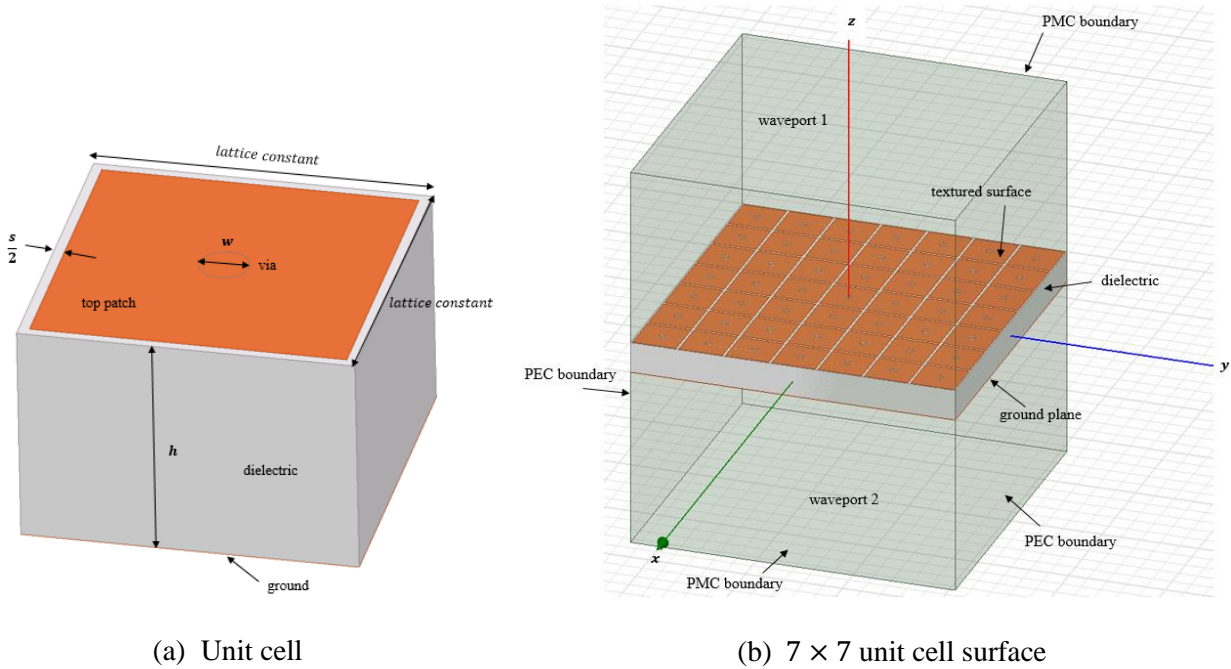 lattice constant
s
2
w
via
top patch
lattice constant
h
dielectric
ground
(a) Unit cell
z
PMC boundary
waveport 1
textured surface
dielectric
PEC boundary
y
ground plane
waveport 2
x
PMC boundary
PEC boundary
(b) 7 × 7 unit cell surface